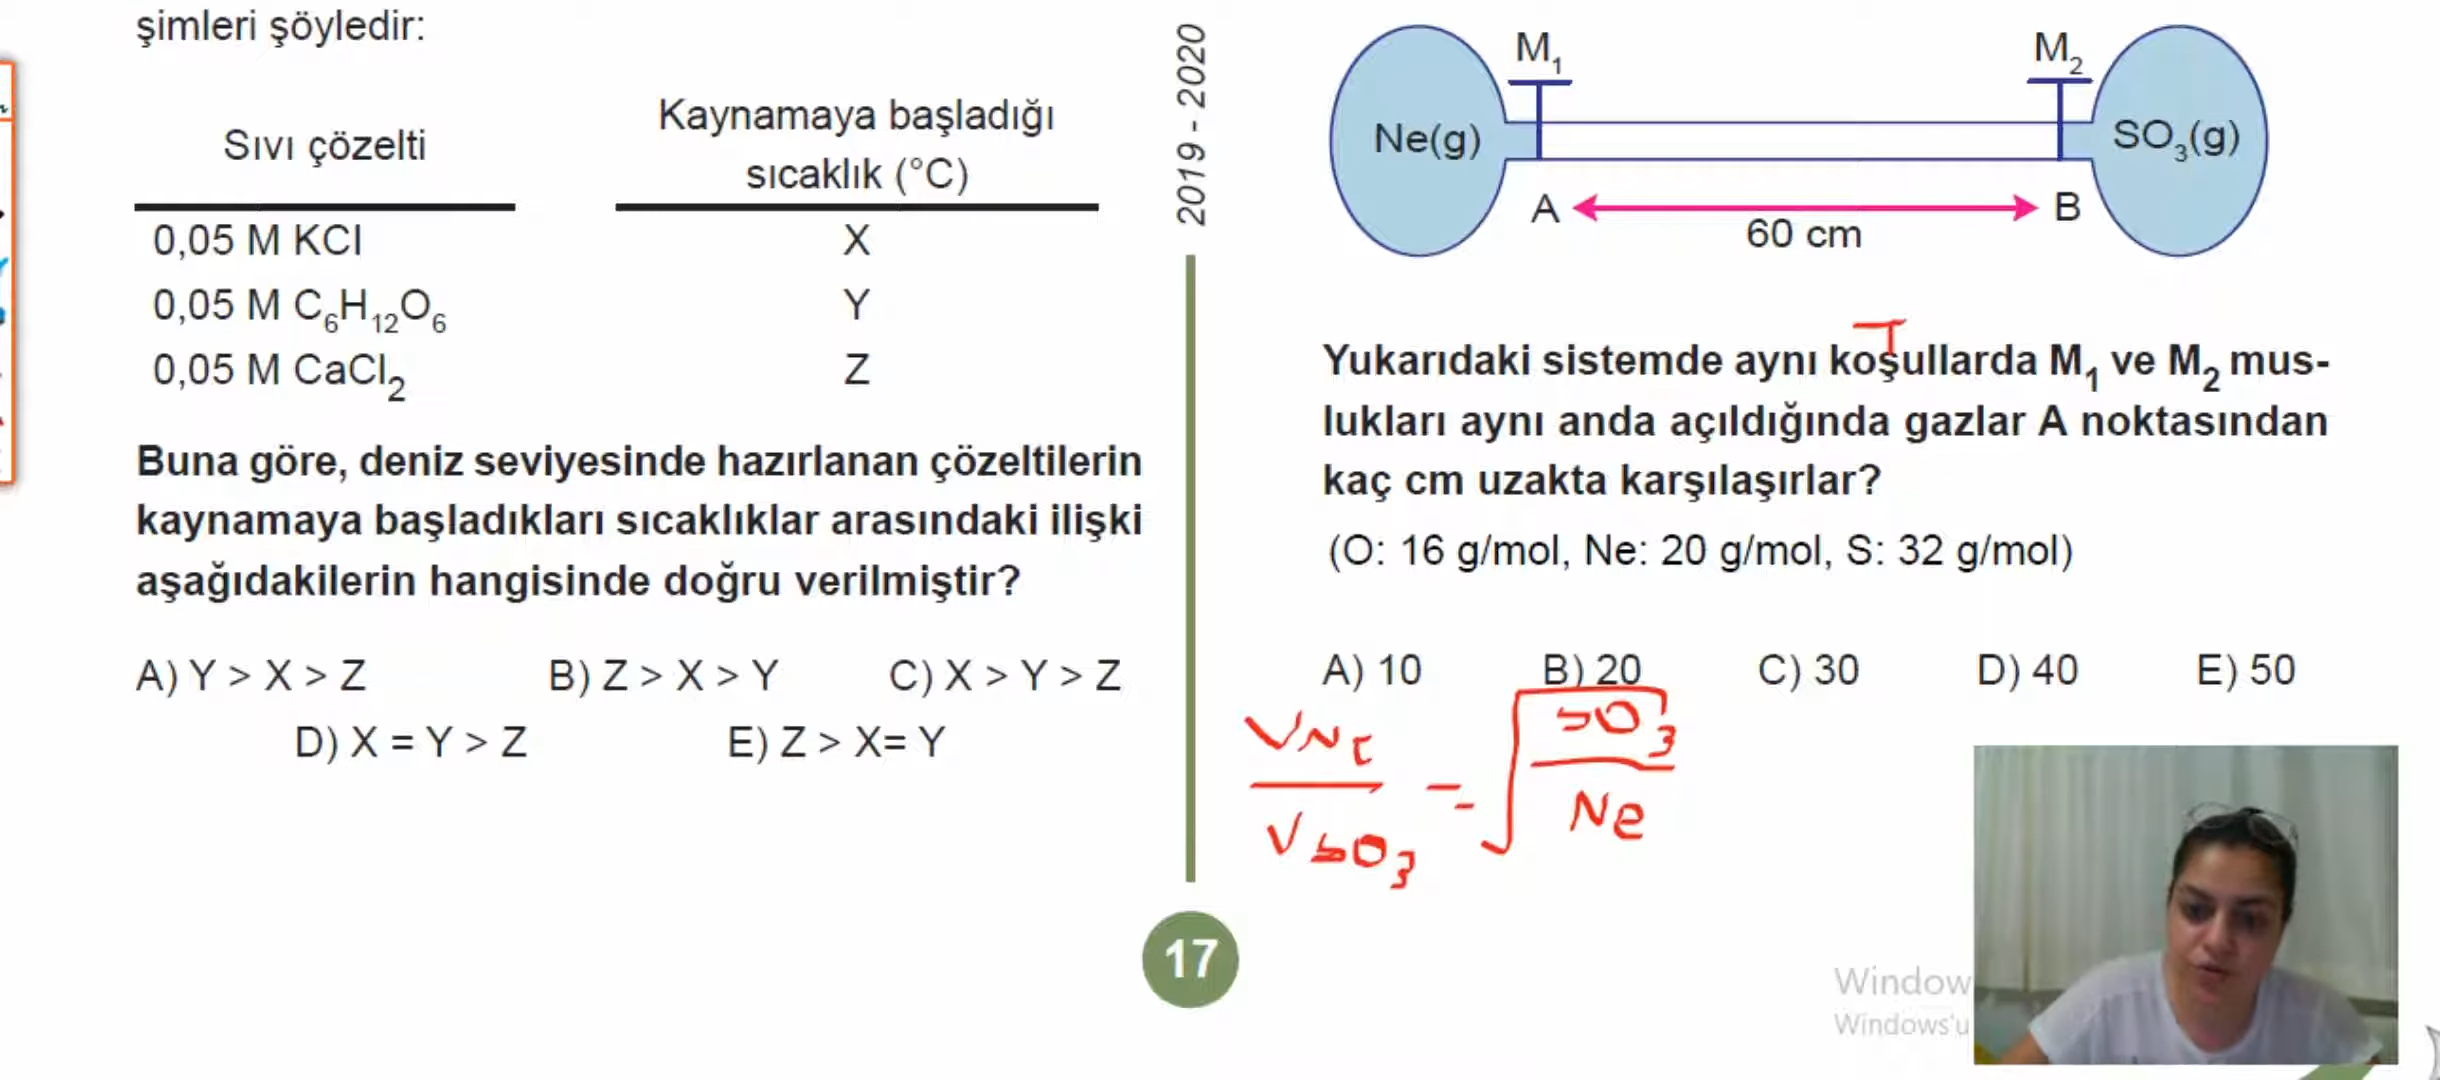 şimleri şöyledir:
Sıvı çözelti
Kaynamaya başladığı
sıcaklık (°C)
0,05 M KCl
X
0,05 M C₆H₁₂O₆
Y
0,05 M CaCl₂
Z
Buna göre, deniz seviyesinde hazırlanan çözeltilerin
kaynamaya başladıkları sıcaklıklar arasındaki ilişki
aşağıdakilerin hangisinde doğru verilmiştir?
A) Y > X > Z
B) Z > X > Y
C) X > Y > Z
D) X = Y > Z
E) Z > X= Y
2019 - 2020
17
M₁
M₂
Ne(g)
SO₃(g)
A
B
60 cm
T
Yukarıdaki sistemde aynı koşullarda M₁ ve M₂ mus-
lukları aynı anda açıldığında gazlar A noktasından
kaç cm uzakta karşılaşırlar?
(O: 16 g/mol, Ne: 20 g/mol, S: 32 g/mol)
A) 10
B) 20
C) 30
D) 40
E) 50
VNe
VSO₃
=
√
SO₃
Ne
Window
Windows'u